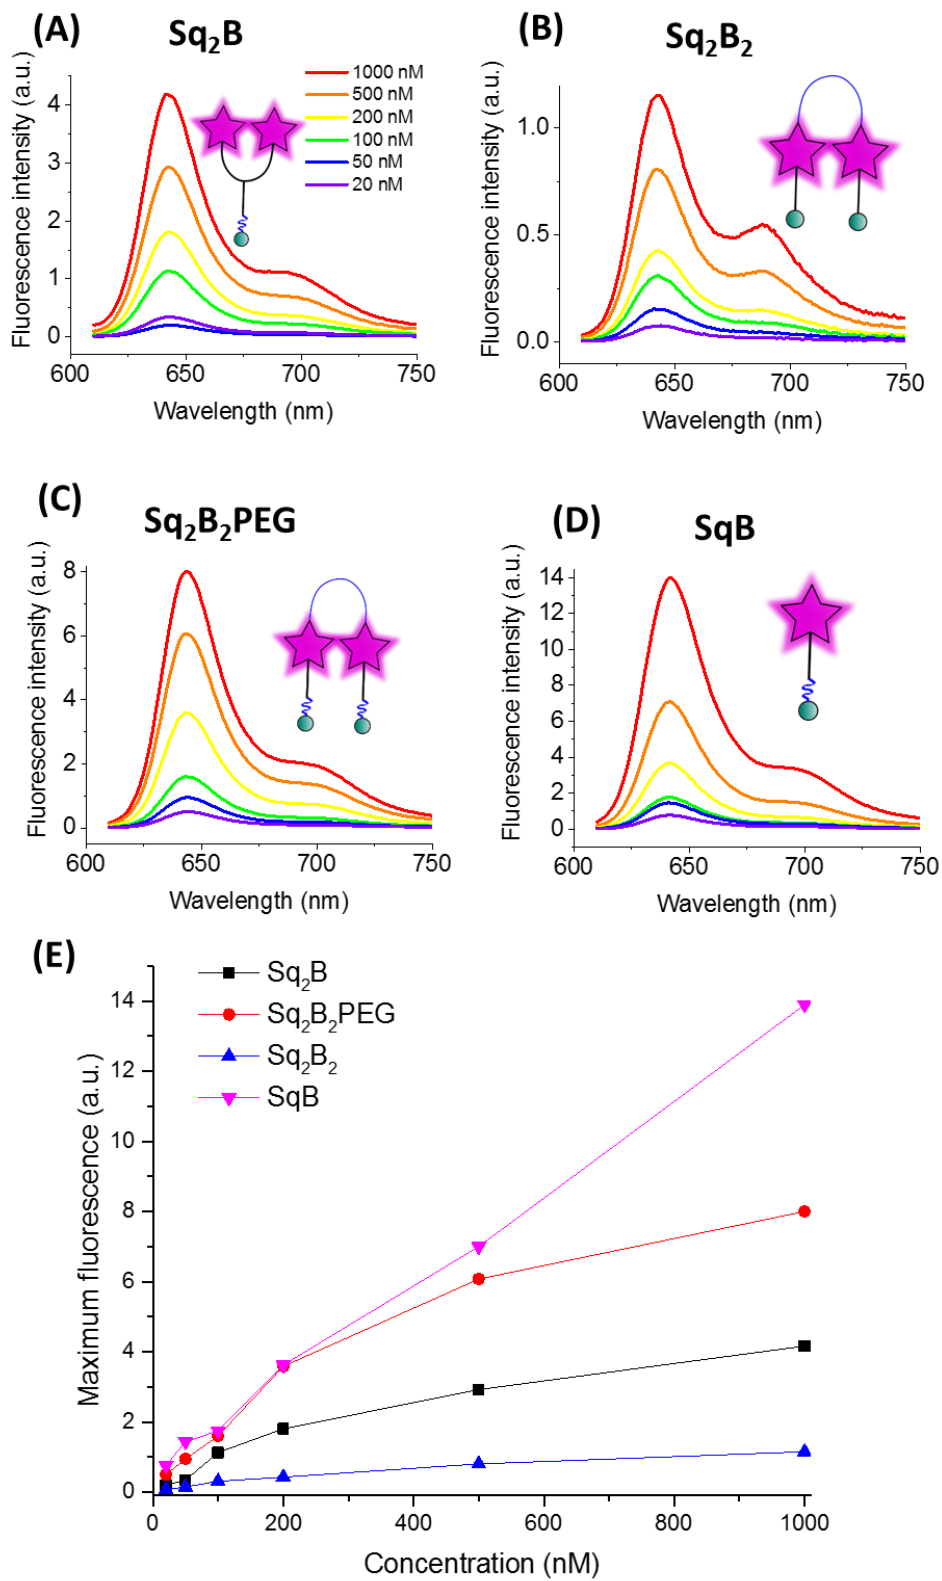 (A) Sq₂B
Fluorescence intensity (a.u.)
4
3
2
1
0
600 650 700 750
Wavelength (nm)
1000 nM
500 nM
200 nM
100 nM
50 nM
20 nM
(B) Sq₂B₂
Fluorescence intensity (a.u.)
1.0
0.5
0.0
600 650 700 750
Wavelength (nm)
(C) Sq₂B₂PEG
Fluorescence intensity (a.u.)
8
6
4
2
0
600 650 700 750
Wavelength (nm)
(D) SqB
Fluorescence intensity (a.u.)
14
12
10
8
6
4
2
0
600 650 700 750
Wavelength (nm)
(E)
Sq₂B
Sq₂B₂PEG
Sq₂B₂
SqB
Maximum fluorescence (a.u.)
14
12
10
8
6
4
2
0
0 200 400 600 800 1000
Concentration (nM)